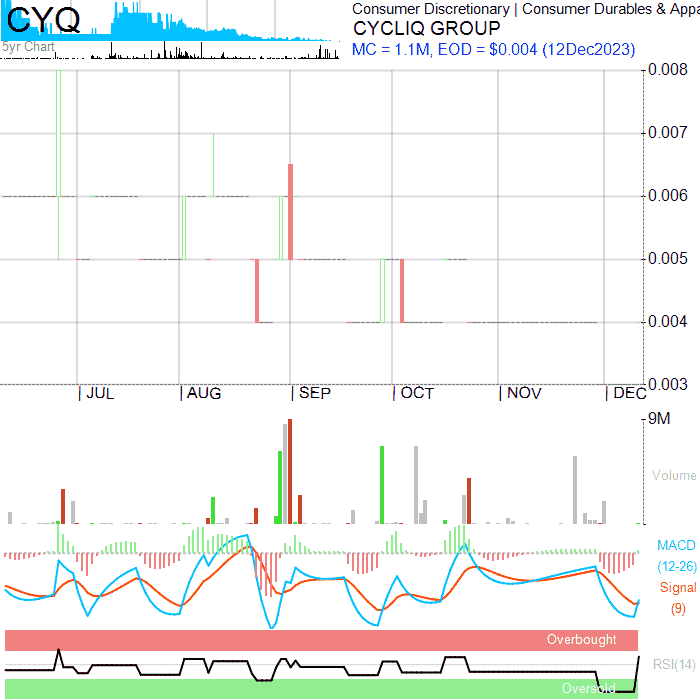 CYQ
5yr Chart
Consumer Discretionary | Consumer Durables & Appa
CYCLIQ GROUP
MC = 1.1M, EOD = $0.004 (12Dec2023)
0.008
0.007
0.006
0.005
0.004
0.003
JUL AUG SEP OCT NOV DEC
9M
Volume
MACD
(12-26)
Signal
(9)
Overbought
RSI(14)
Oversold